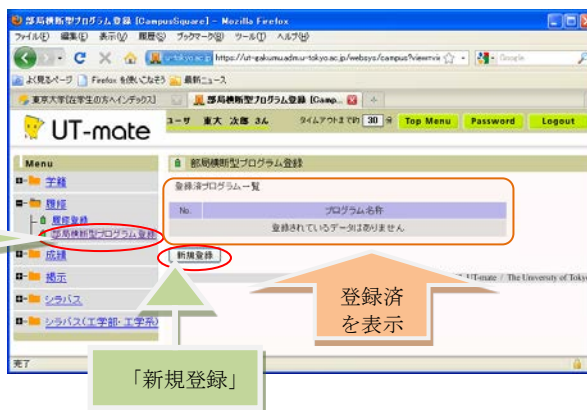 部局横断型プログラム登録 [CampusSquare] - Mozilla Firefox
ファイル(F) 編集(E) 表示(V) 履歴(S) ブックマーク(B) ツール(T) ヘルプ(H)
u-tokyo.ac.jp https://ut-gakumu.adm.u-tokyo.ac.jp/websys/campus?view=vi
よく見るページ Firefox を使いこなそう 最新ニュース
東京大学[在学生の方へインデックス] 部局横断型プログラム登録 [Camp...
UT-mate
ユーザ 東大 次郎 さん タイムアウトまであと 30 分 Top Menu Password Logout
Menu
学籍
履修
履修登録
部局横断型プログラム登録
成績
掲示
シラバス
シラバス(工学部・工学系)
部局横断型プログラム登録
登録済プログラム一覧
No. プログラム名称
登録されているデータはありません
新規登録
UT-mate / The University of Tokyo
登録済
を表示
「新規登録」
完了